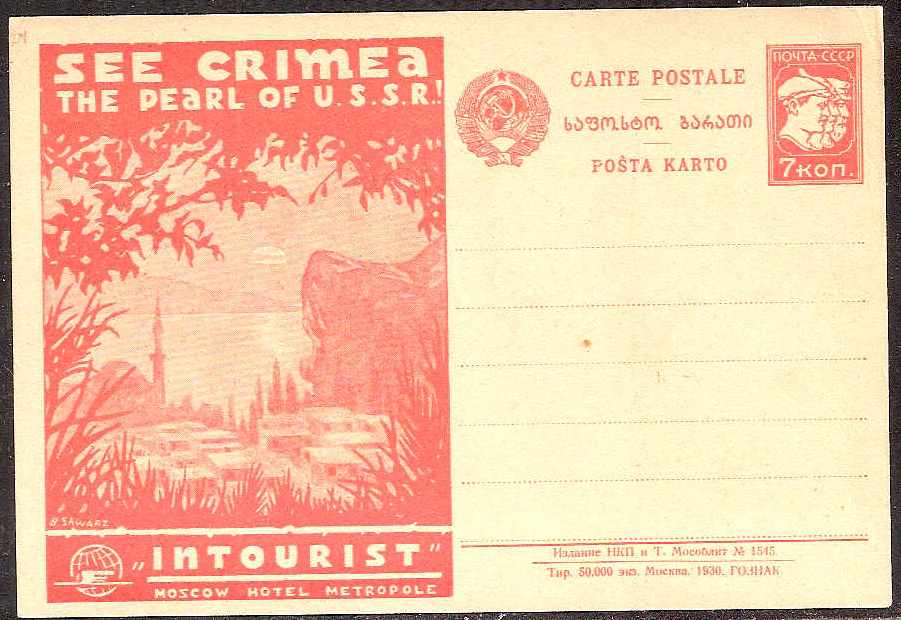 SEE CRIMEA
THE PEARL OF U.S.S.R.!
„INTOURIST"
MOSCOW HOTEL METROPOLE
CARTE POSTALE
საფოსტო ბარათი
POŜTA KARTO
ПОЧТА·СССР
7 КОП.
Издание НКП и Т. Мособлит № 1545.
Тир. 50,000 экз. Москва. 1930. ГОЗНАК